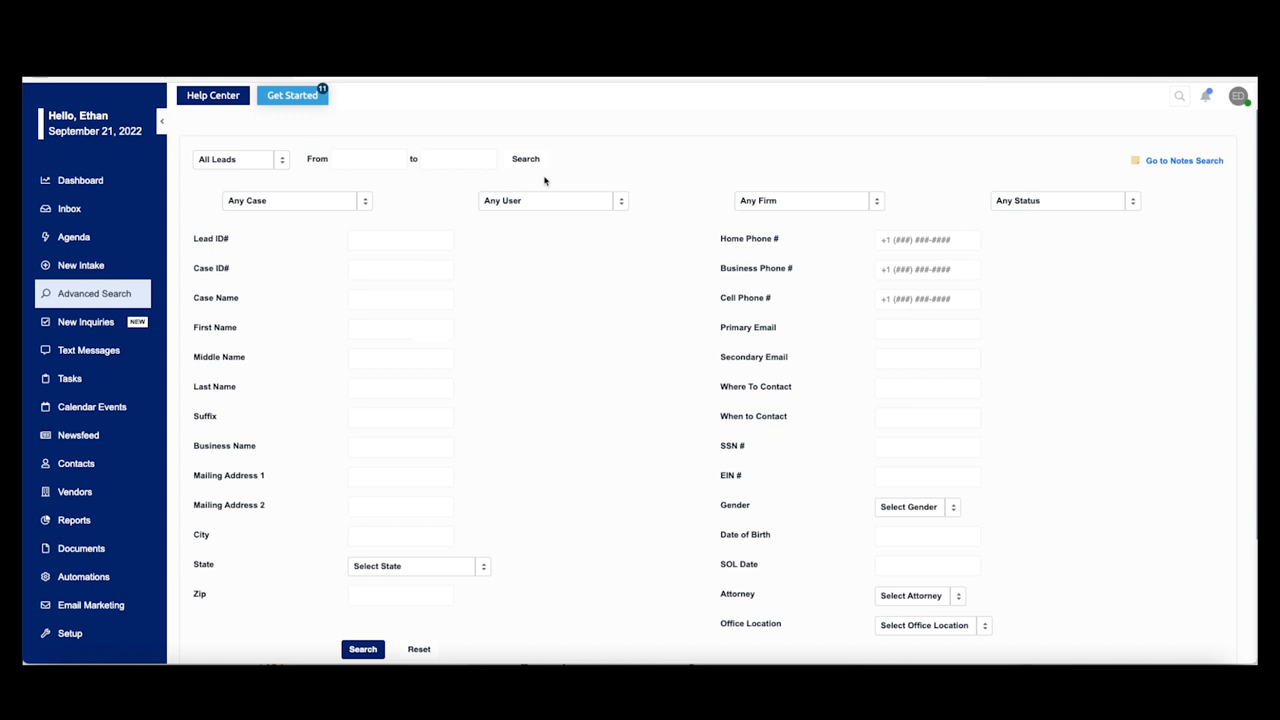 Hello, Ethan
September 21, 2022
Help Center
Get Started
11
ED
All Leads
From
to
Search
Go to Notes Search
Any Case
Any User
Any Firm
Any Status
Dashboard
Inbox
Agenda
New Intake
Advanced Search
New Inquiries NEW
Text Messages
Tasks
Calendar Events
Newsfeed
Contacts
Vendors
Reports
Documents
Automations
Email Marketing
Setup
Lead ID#
Case ID#
Case Name
First Name
Middle Name
Last Name
Suffix
Business Name
Mailing Address 1
Mailing Address 2
City
State Select State
Zip
Home Phone # +1 (###) ###-####
Business Phone # +1 (###) ###-####
Cell Phone # +1 (###) ###-####
Primary Email
Secondary Email
Where To Contact
When to Contact
SSN #
EIN #
Gender Select Gender
Date of Birth
SOL Date
Attorney Select Attorney
Office Location Select Office Location
Search Reset